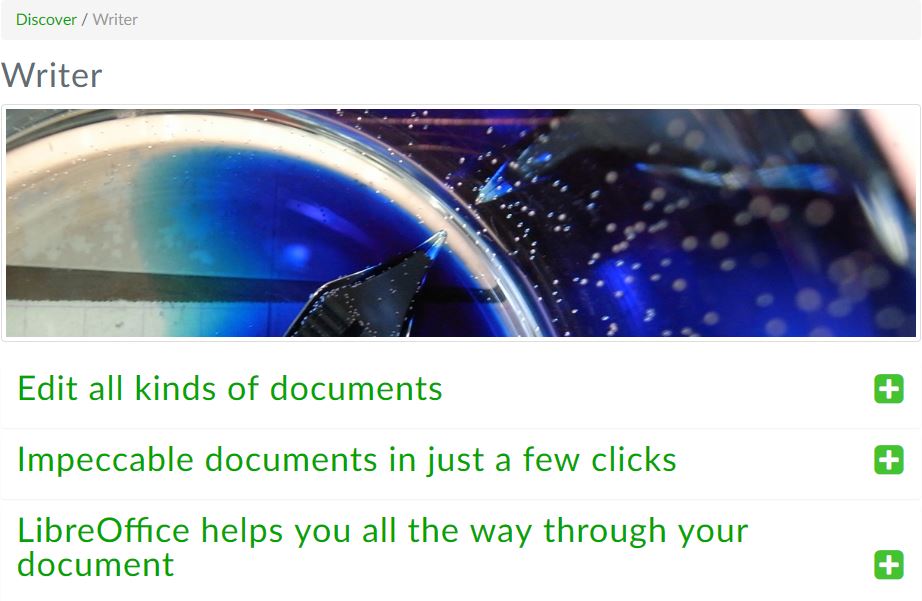 Discover / Writer
Writer
Edit all kinds of documents
Impeccable documents in just a few clicks
LibreOffice helps you all the way through your
document